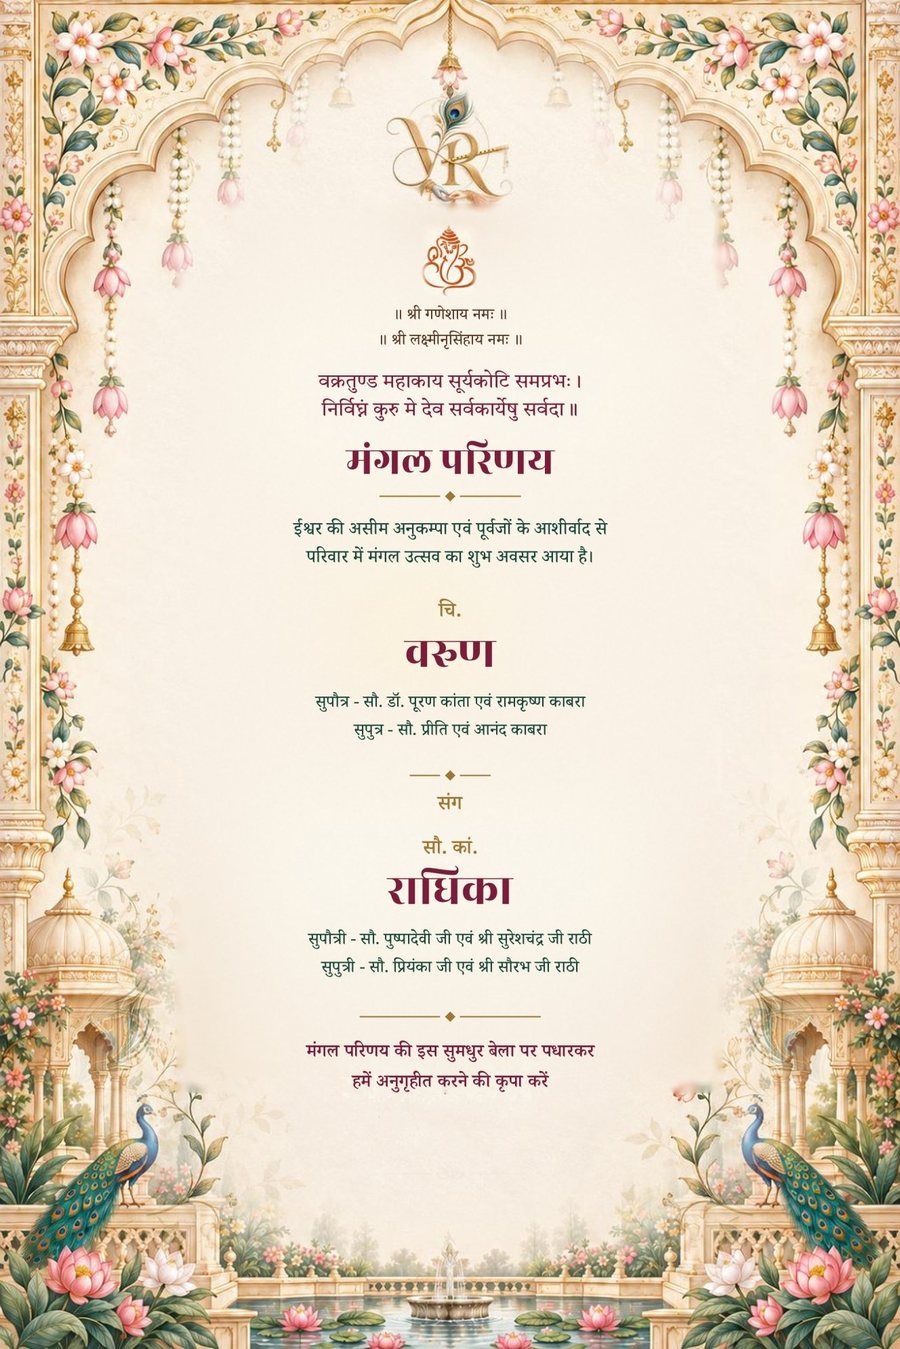 VR
॥ श्री गणेशाय नमः ॥
॥ श्री लक्ष्मीनृसिंहाय नमः ॥
वक्रतुण्ड महाकाय सूर्यकोटि समप्रभः।
निर्विघ्नं कुरु मे देव सर्वकार्येषु सर्वदा॥
मंगल परिणय
ईश्वर की असीम अनुकम्पा एवं पूर्वजों के आशीर्वाद से
परिवार में मंगल उत्सव का शुभ अवसर आया है।
चि.
वरुण
सुपौत्र - सौ. डॉ. पूरण कांता एवं रामकृष्ण काबरा
सुपुत्र - सौ. प्रीति एवं आनंद काबरा
संग
सौ. कां.
राधिका
सुपौत्री - सौ. पुष्पादेवी जी एवं श्री सुरेशचंद्र जी राठी
सुपुत्री - सौ. प्रियंका जी एवं श्री सौरभ जी राठी
मंगल परिणय की इस सुमधुर बेला पर पधारकर
हमें अनुगृहीत करने की कृपा करें